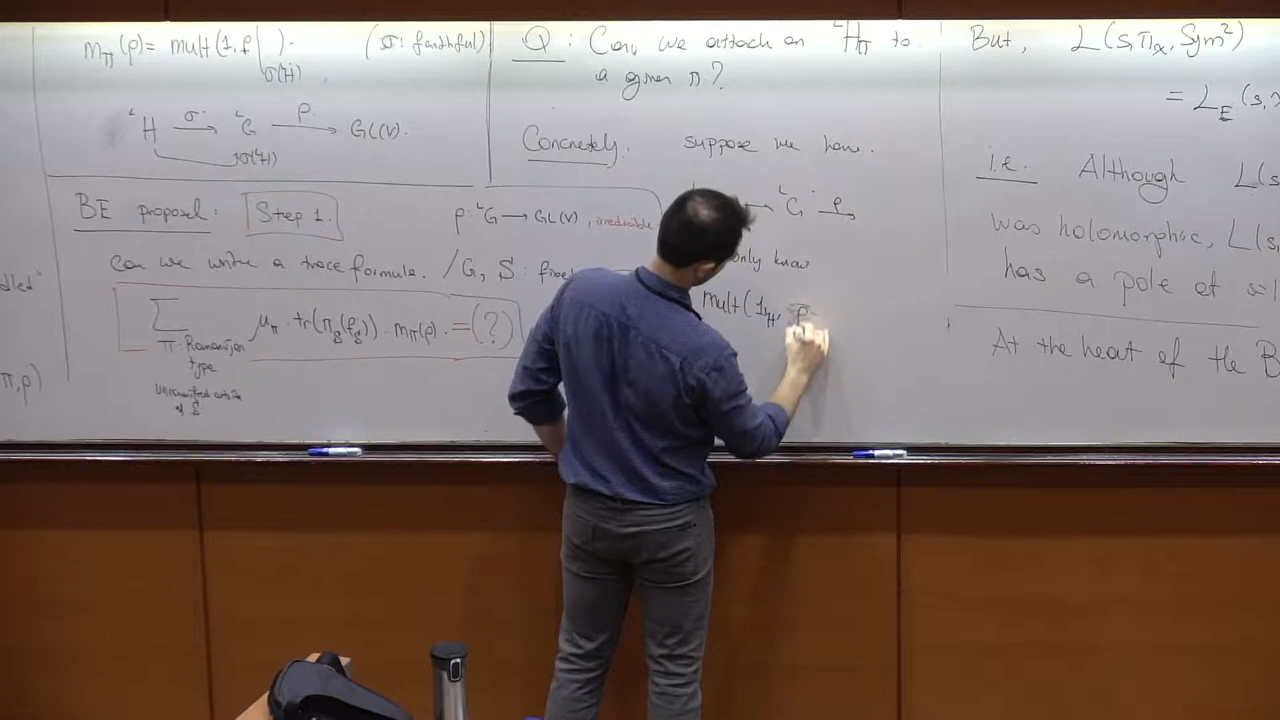 m_π(ρ) = mult(1, ρ|_{σ(ᴸH)}). (σ: faithful)
ᴸH —σ→ ᴸG —ρ→ GL(V).
σ(ᴸH)
BE proposal: Step 1. ρ: ᴸG → GL(V), irreducible
Can we write a trace formula. /G, S: fixed
∑ μ_π · tr(π_S(f_S)) · m_π(ρ) = (?)
π: Ramanujan
type
unramified outside
of S
π,ρ)
Q: Can we attach an ᴸH_π to
a given π?
Concretely. suppose we have.
→ ᴸG —ρ→
only know
mult(1_{ᴸH}, ρ
But, L(s, π_χ, Sym²)
= L_E(s, χ
i.e. Although L(s
was holomorphic, L(s,
has a pole at s=1
At the heart of the B